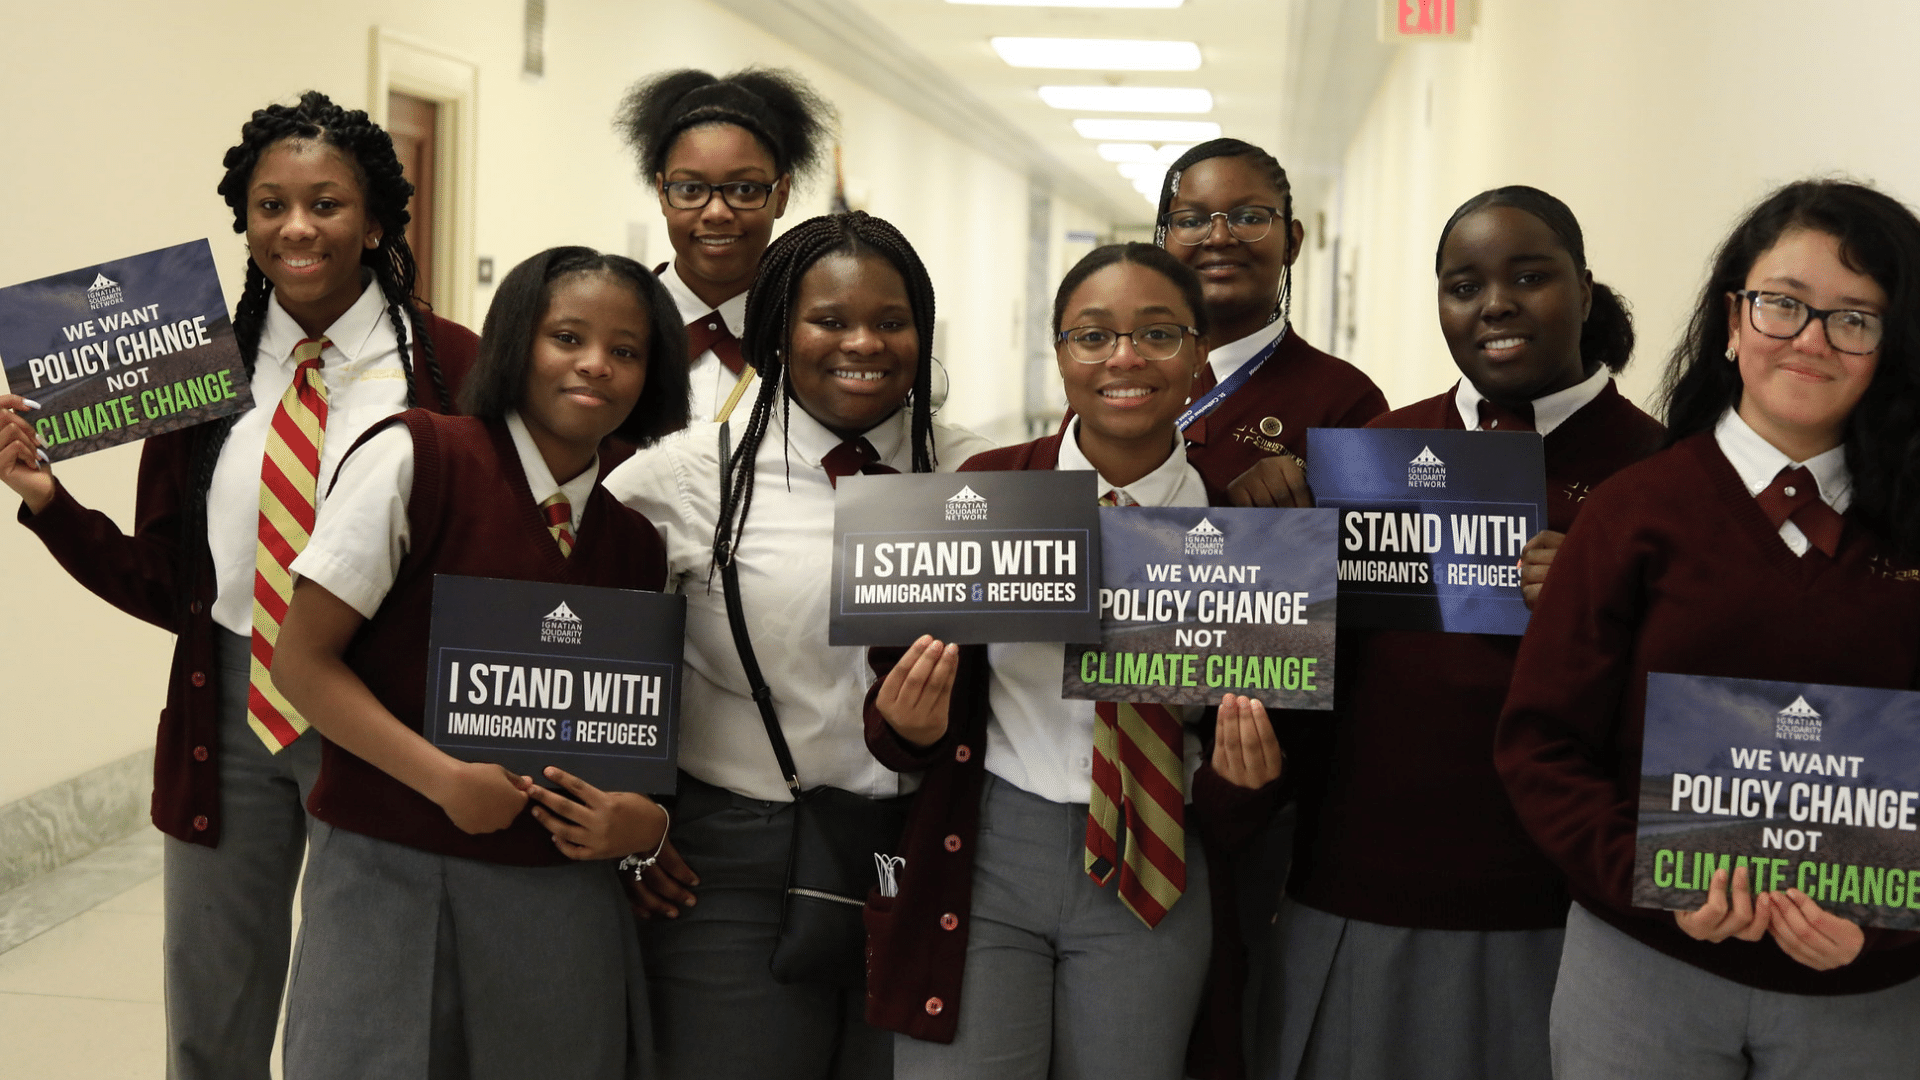 EXIT
IGNATIAN
SOLIDARITY
NETWORK
WE WANT
POLICY CHANGE
NOT
CLIMATE CHANGE
IGNATIAN
SOLIDARITY
NETWORK
I STAND WITH
IMMIGRANTS & REFUGEES
IGNATIAN
SOLIDARITY
NETWORK
I STAND WITH
IMMIGRANTS & REFUGEES
IGNATIAN
SOLIDARITY
NETWORK
WE WANT
POLICY CHANGE
NOT
CLIMATE CHANGE
IGNATIAN
SOLIDARITY
NETWORK
STAND WITH
MMIGRANTS & REFUGEES
IGNATIAN
SOLIDARITY
NETWORK
WE WANT
POLICY CHANGE
NOT
CLIMATE CHANGE